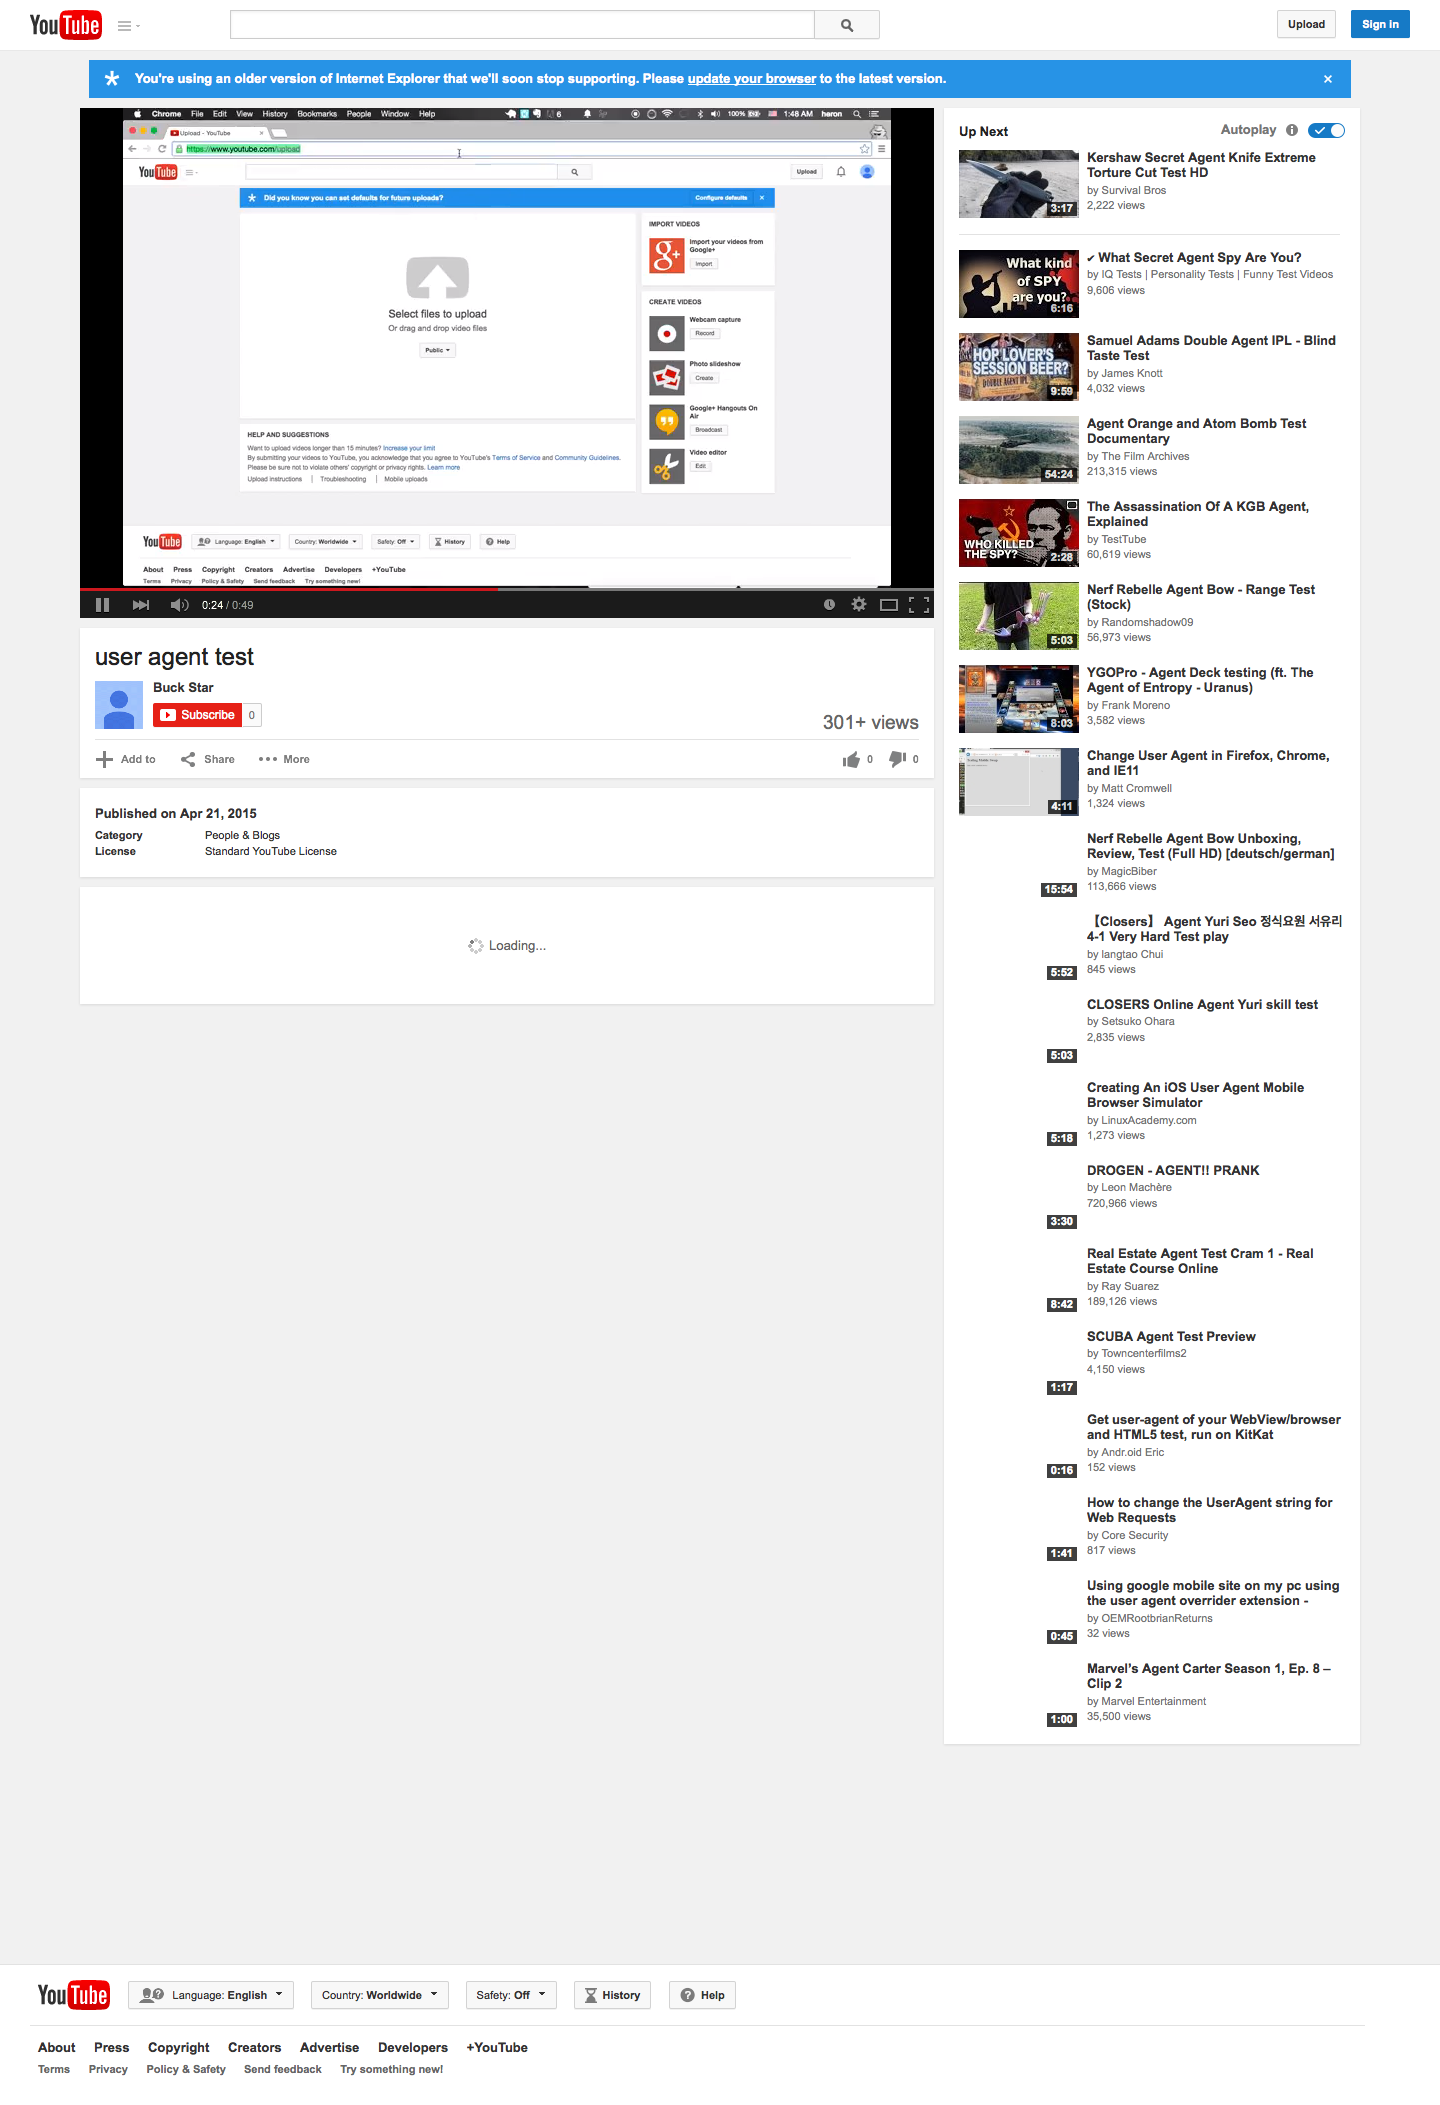 YouTube
Upload
Sign in
You're using an older version of Internet Explorer that we'll soon stop supporting. Please update your browser to the latest version.
×
Chrome File Edit View History Bookmarks People Window Help
6 100% 1:48 AM heron
Upload - YouTube
https://www.youtube.com/upload
YouTube
Upload
Did you know you can set defaults for future uploads?
Configure defaults ×
Select files to upload
Or drag and drop video files
Public
IMPORT VIDEOS
Import your videos from
Google+
Import
CREATE VIDEOS
Webcam capture
Record
Photo slideshow
Create
Google+ Hangouts On
Air
Broadcast
Video editor
Edit
HELP AND SUGGESTIONS
Want to upload videos longer than 15 minutes? Increase your limit
By submitting your videos to YouTube, you acknowledge that you agree to YouTube's Terms of Service and Community Guidelines.
Please be sure not to violate others' copyright or privacy rights. Learn more
Upload instructions | Troubleshooting | Mobile uploads
YouTube Language: English Country: Worldwide Safety: Off History Help
About Press Copyright Creators Advertise Developers +YouTube
Terms Privacy Policy & Safety Send feedback Try something new!
0:24 / 0:49
user agent test
Buck Star
Subscribe 0
301+ views
Add to Share More
0 0
Published on Apr 21, 2015
Category People & Blogs
License Standard YouTube License
Loading...
Up Next
Autoplay
Kershaw Secret Agent Knife Extreme
Torture Cut Test HD
by Survival Bros
2,222 views
3:17
✔ What Secret Agent Spy Are You?
by IQ Tests | Personality Tests | Funny Test Videos
9,606 views
What kind
of SPY
are you?
6:16
Samuel Adams Double Agent IPL - Blind
Taste Test
by James Knott
4,032 views
HOP LOVER'S
SESSION BEER?
DOUBLE AGENT IPL
9:59
Agent Orange and Atom Bomb Test
Documentary
by The Film Archives
213,315 views
54:24
The Assassination Of A KGB Agent,
Explained
by TestTube
60,619 views
WHO KILLED
THE SPY?
2:28
Nerf Rebelle Agent Bow - Range Test
(Stock)
by Randomshadow09
56,973 views
5:03
YGOPro - Agent Deck testing (ft. The
Agent of Entropy - Uranus)
by Frank Moreno
3,582 views
8:03
Change User Agent in Firefox, Chrome,
and IE11
by Matt Cromwell
1,324 views
4:11
Nerf Rebelle Agent Bow Unboxing,
Review, Test (Full HD) [deutsch/german]
by MagicBiber
113,666 views
15:54
【Closers】 Agent Yuri Seo 정식요원 서유리
4-1 Very Hard Test play
by langtao Chui
845 views
5:52
CLOSERS Online Agent Yuri skill test
by Setsuko Ohara
2,835 views
5:03
Creating An iOS User Agent Mobile
Browser Simulator
by LinuxAcademy.com
1,273 views
5:18
DROGEN - AGENT!! PRANK
by Leon Machère
720,966 views
3:30
Real Estate Agent Test Cram 1 - Real
Estate Course Online
by Ray Suarez
189,126 views
8:42
SCUBA Agent Test Preview
by Towncenterfilms2
4,150 views
1:17
Get user-agent of your WebView/browser
and HTML5 test, run on KitKat
by Andr.oid Eric
152 views
0:16
How to change the UserAgent string for
Web Requests
by Core Security
817 views
1:41
Using google mobile site on my pc using
the user agent overrider extension -
by OEMRootbrianReturns
32 views
0:45
Marvel's Agent Carter Season 1, Ep. 8 –
Clip 2
by Marvel Entertainment
35,500 views
1:00
YouTube Language: English Country: Worldwide Safety: Off History Help
About Press Copyright Creators Advertise Developers +YouTube
Terms Privacy Policy & Safety Send feedback Try something new!